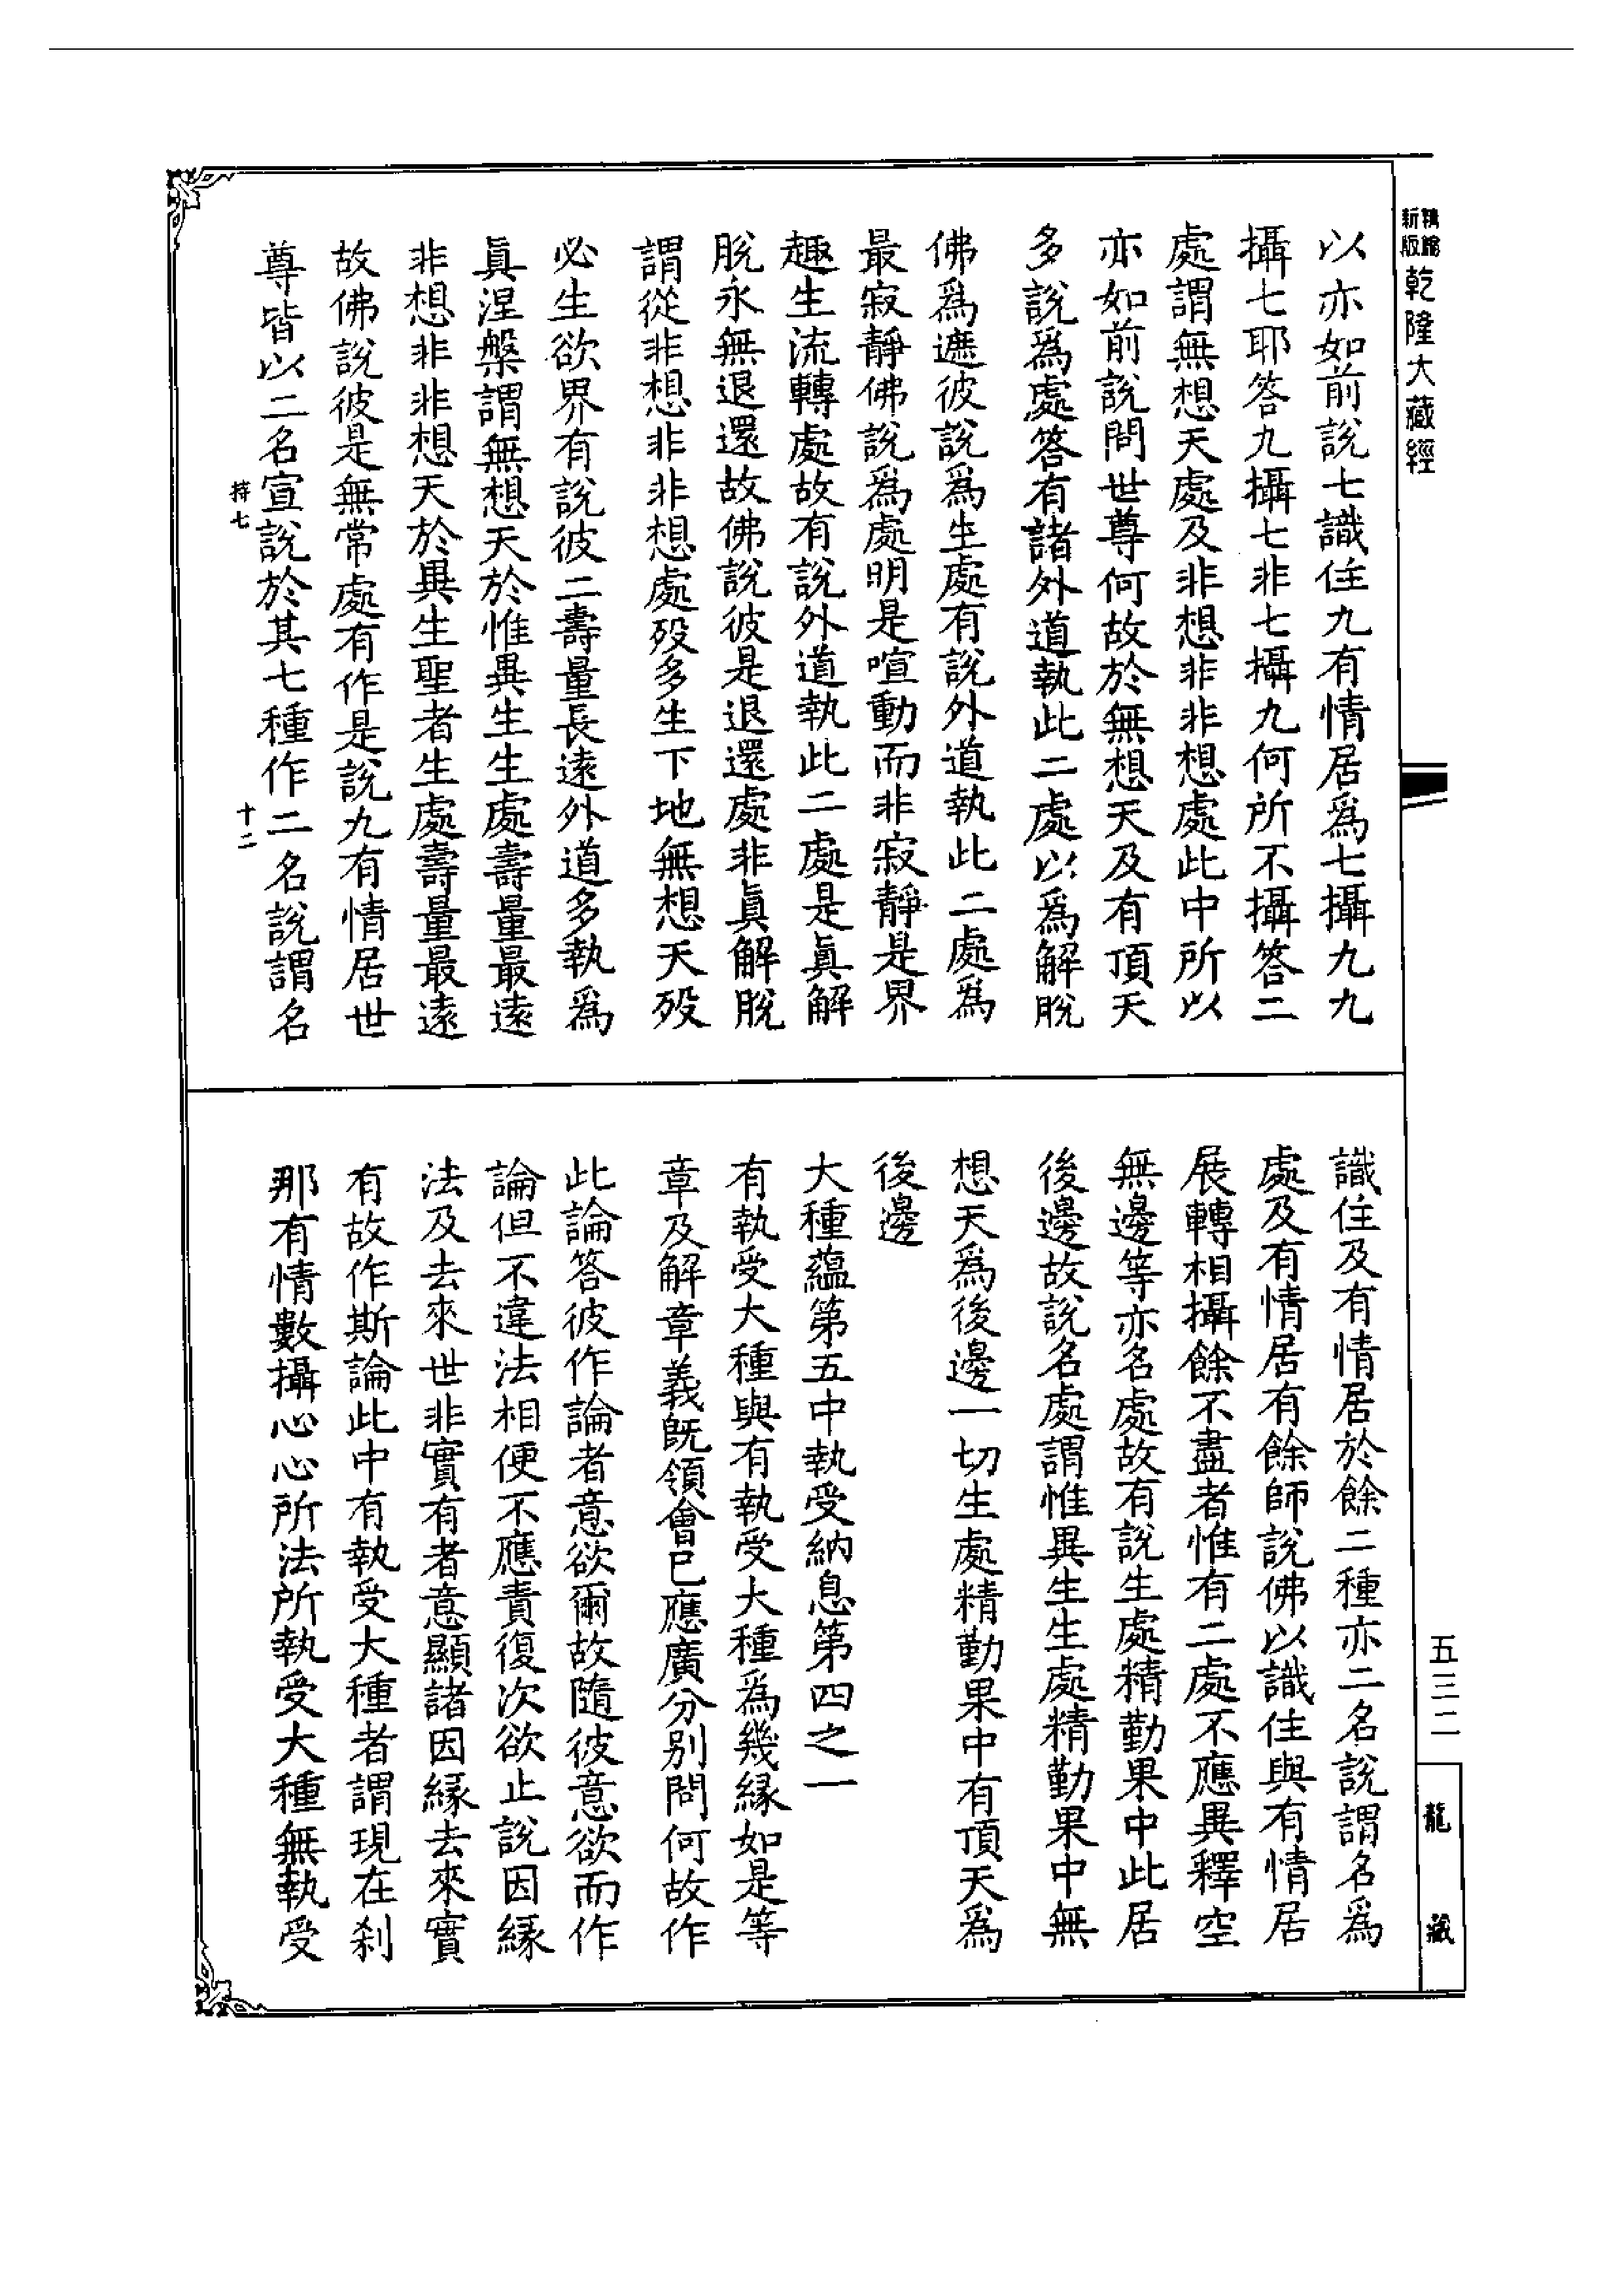 精縮
新版
乾隆大藏經
以亦如前說七識住九有情居爲七攝九九
攝七耶答九攝七非七攝九何所不攝答二
處謂無想天處及非想非非想處此中所以
亦如前說問世尊何故於無想天及有頂天
多說爲處答有諸外道執此二處以爲解脫
佛爲遮彼說爲生處有說外道執此二處爲
最寂靜佛說爲處明是喧動而非寂靜是界
趣生流轉處故有說外道執此二處是眞解
脫永無退還故佛說彼是退還處非眞解脫
謂從非想非非想處歿多生下地無想天歿
必生欲界有說彼二壽量長遠外道多執爲
眞涅槃謂無想天於惟異生生處壽量最遠
非想非非想天於異生聖者生處壽量最遠
故佛說彼是無常處有作是說九有情居世
尊皆以二名宣說於其七種作二名說謂名
持七
十二
識住及有情居於餘二種亦二名說謂名爲
處及有情居有餘師說佛以識住與有情居
展轉相攝餘不盡者惟有二處不應異釋空
無邊等亦名處故有說生處精勤果中此居
後邊故說名處謂惟異生生處精勤果中無
想天爲後邊一切生處精勤果中有頂天爲
後邊
大種蘊第五中執受納息第四之一
有執受大種與有執受大種為幾緣如是等
章及解章義既領會已應廣分別問何故作
此論答彼作論者意欲爾故隨彼意欲而作
論但不違法相便不應責復次欲止說因緣
法及去來世非實有者意顯諸因緣去來實
有故作斯論此中有執受大種者謂現在刹
那有情數攝心心所法所執受大種無執受
五三二
龍藏